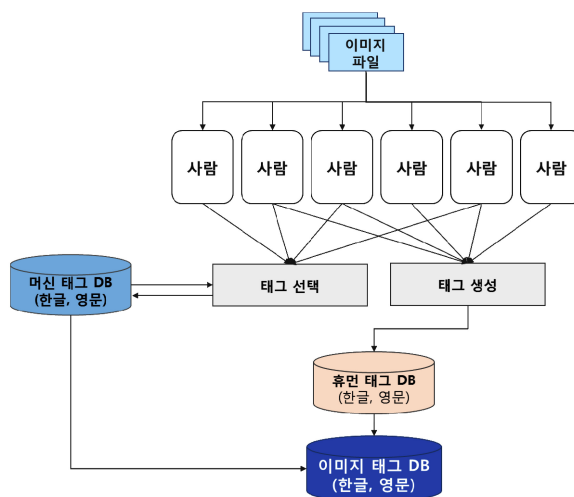 이미지
파일
사람
사람
사람
사람
사람
사람
머신 태그 DB
(한글, 영문)
태그 선택
태그 생성
휴먼 태그 DB
(한글, 영문)
이미지 태그 DB
(한글, 영문)